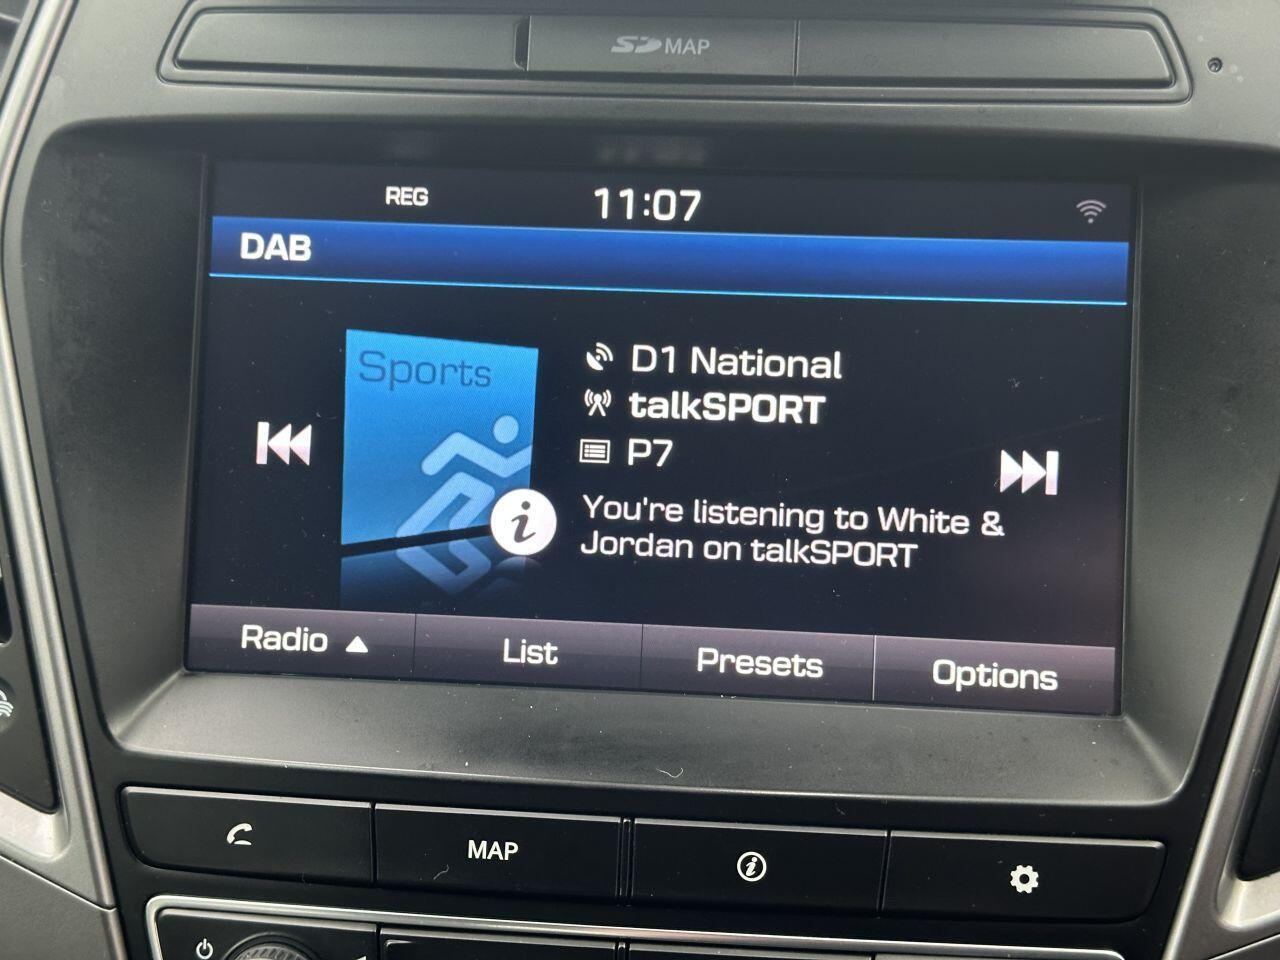 SD MAP
REG 11:07
DAB
Sports
D1 National
talkSPORT
P7
You're listening to White &
Jordan on talkSPORT
Radio List Presets Options
MAP